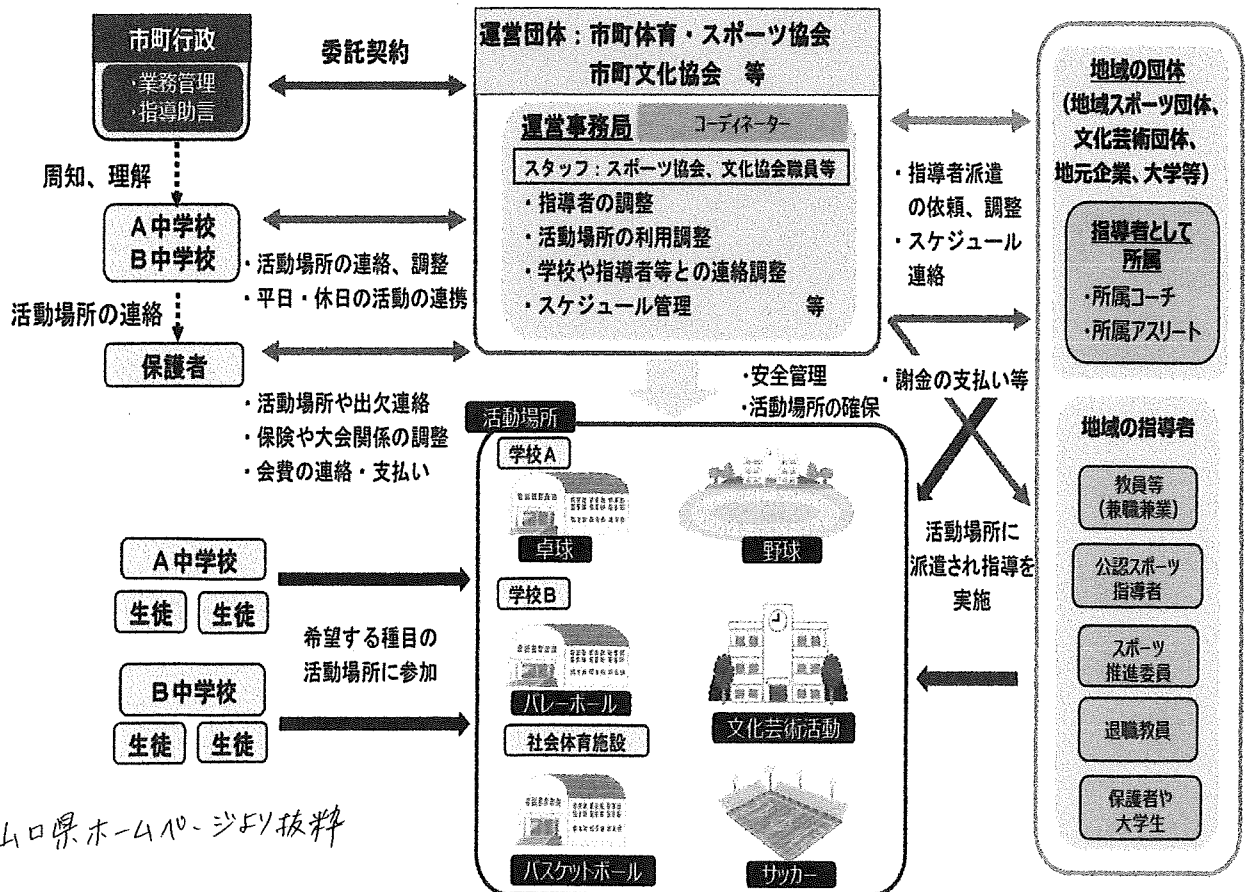 市町行政
・業務管理
・指導助言
委託契約
運営団体:市町体育・スポーツ協会
市町文化協会 等
運営事務局
コーディネーター
スタッフ:スポーツ協会、文化協会職員等
・指導者の調整
・活動場所の利用調整
・学校や指導者等との連絡調整
・スケジュール管理 等
周知、理解
A中学校
B中学校
・活動場所の連絡、調整
・平日・休日の活動の連携
活動場所の連絡
保護者
・活動場所や出欠連絡
・保険や大会関係の調整
・会費の連絡・支払い
・指導者派遣
の依頼、調整
・スケジュール
連絡
地域の団体
(地域スポーツ団体、
文化芸術団体、
地元企業、大学等)
指導者として
所属
・所属コーチ
・所属アスリート
・安全管理
・活動場所の確保
・謝金の支払い等
地域の指導者
教員等
(兼職兼業)
公認スポーツ
指導者
スポーツ
推進委員
退職教員
保護者や
大学生
活動場所に
派遣され指導を
実施
活動場所
学校A
卓球
野球
学校B
バレーボール
文化芸術活動
社会体育施設
バスケットボール
サッカー
A中学校
生徒 生徒
希望する種目の
活動場所に参加
B中学校
生徒 生徒
山口県ホームページより抜粋